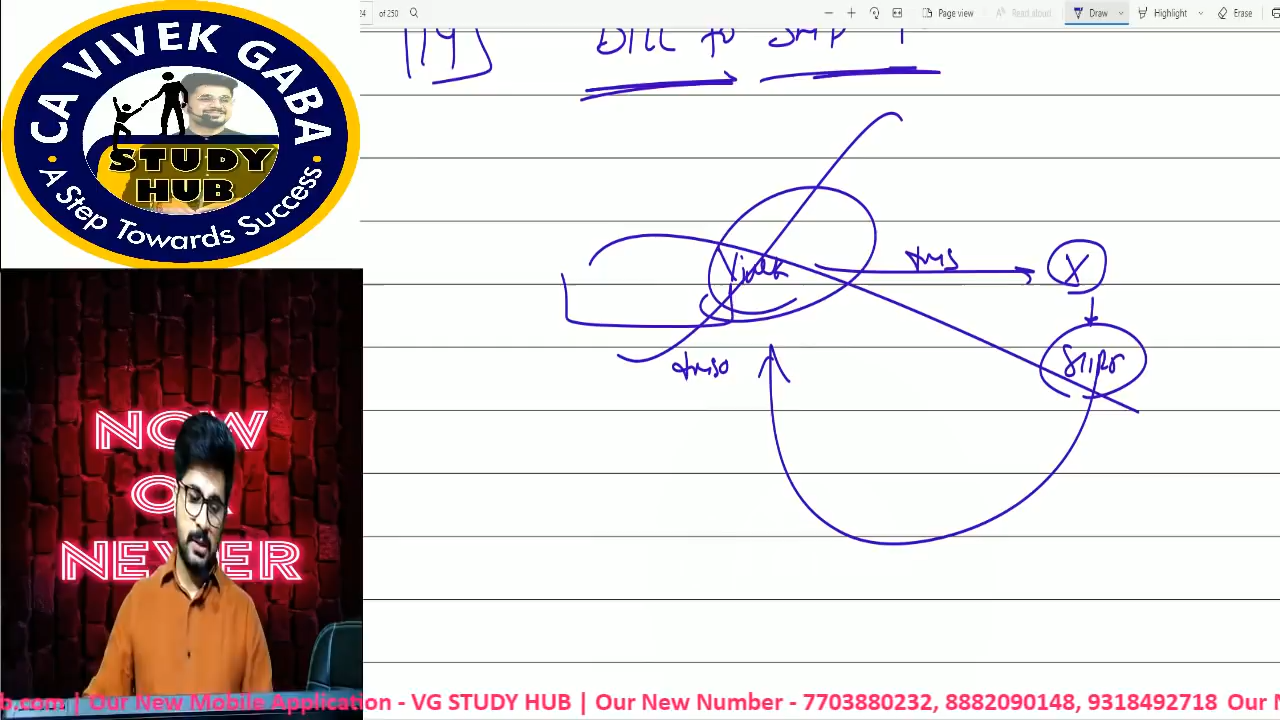 24 of 250 Page view Read aloud Draw Highlight Erase
CA VIVEK GABA
STUDY
HUB
A Step Towards Success
Bill to Ship T
Vivek
X
NOW
OR
NEVER
b.com | Our New Mobile Application - VG STUDY HUB | Our New Number - 7703880232, 8882090148, 9318492718 Our N